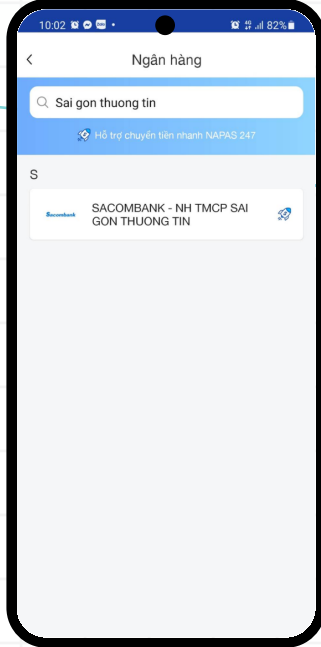 10:02 82%
Ngân hàng
Sai gon thuong tin
Hỗ trợ chuyển tiền nhanh NAPAS 247
S
Sacombank
SACOMBANK - NH TMCP SAI
GON THUONG TIN